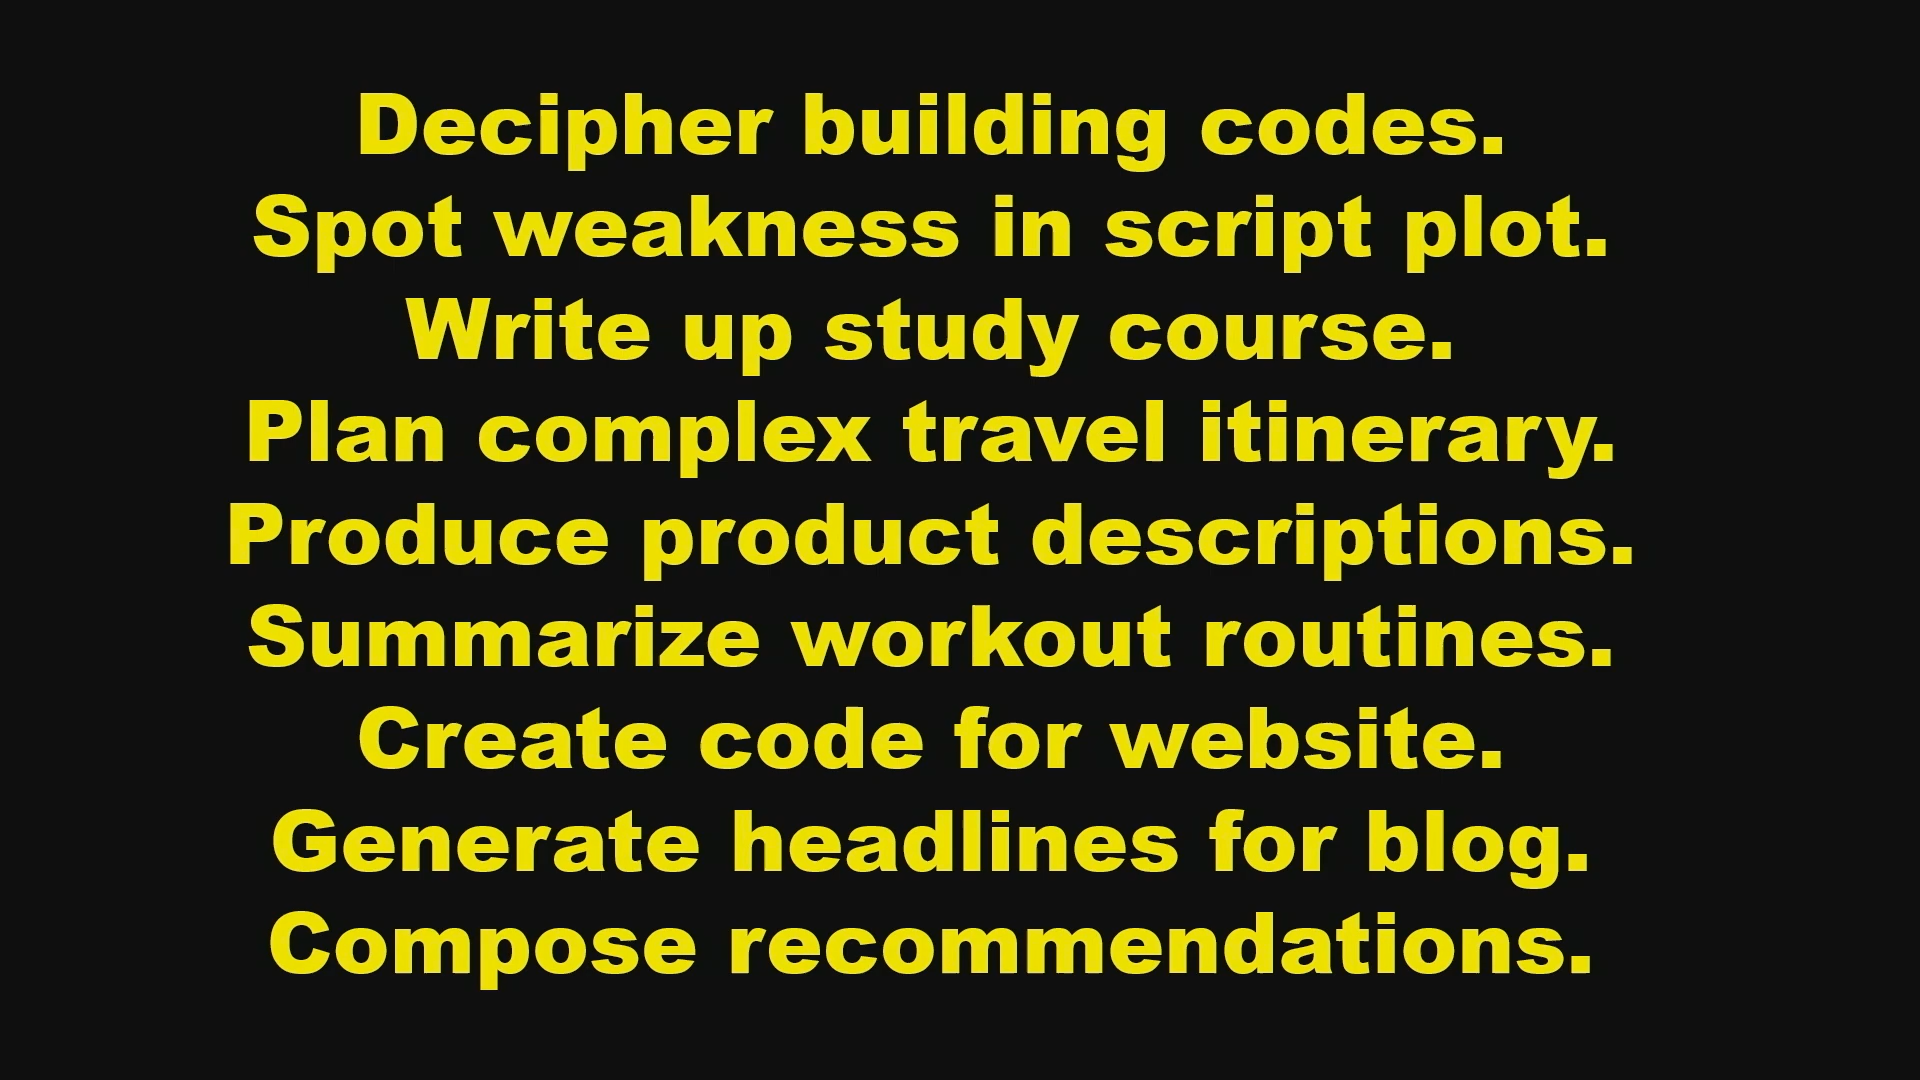 Decipher building codes.
Spot weakness in script plot.
Write up study course.
Plan complex travel itinerary.
Produce product descriptions.
Summarize workout routines.
Create code for website.
Generate headlines for blog.
Compose recommendations.